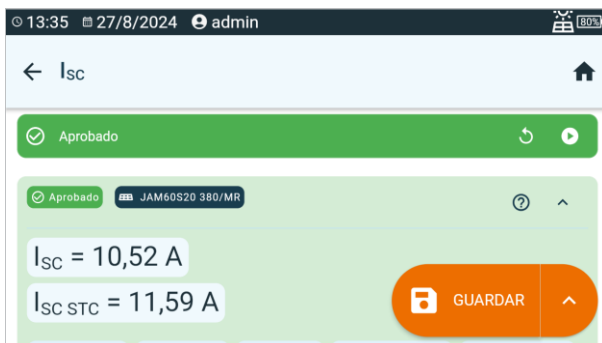 13:35 27/8/2024 admin 80%
Isc
Aprobado
Aprobado JAM60S20 380/MR
Isc = 10,52 A
Isc stc = 11,59 A
GUARDAR